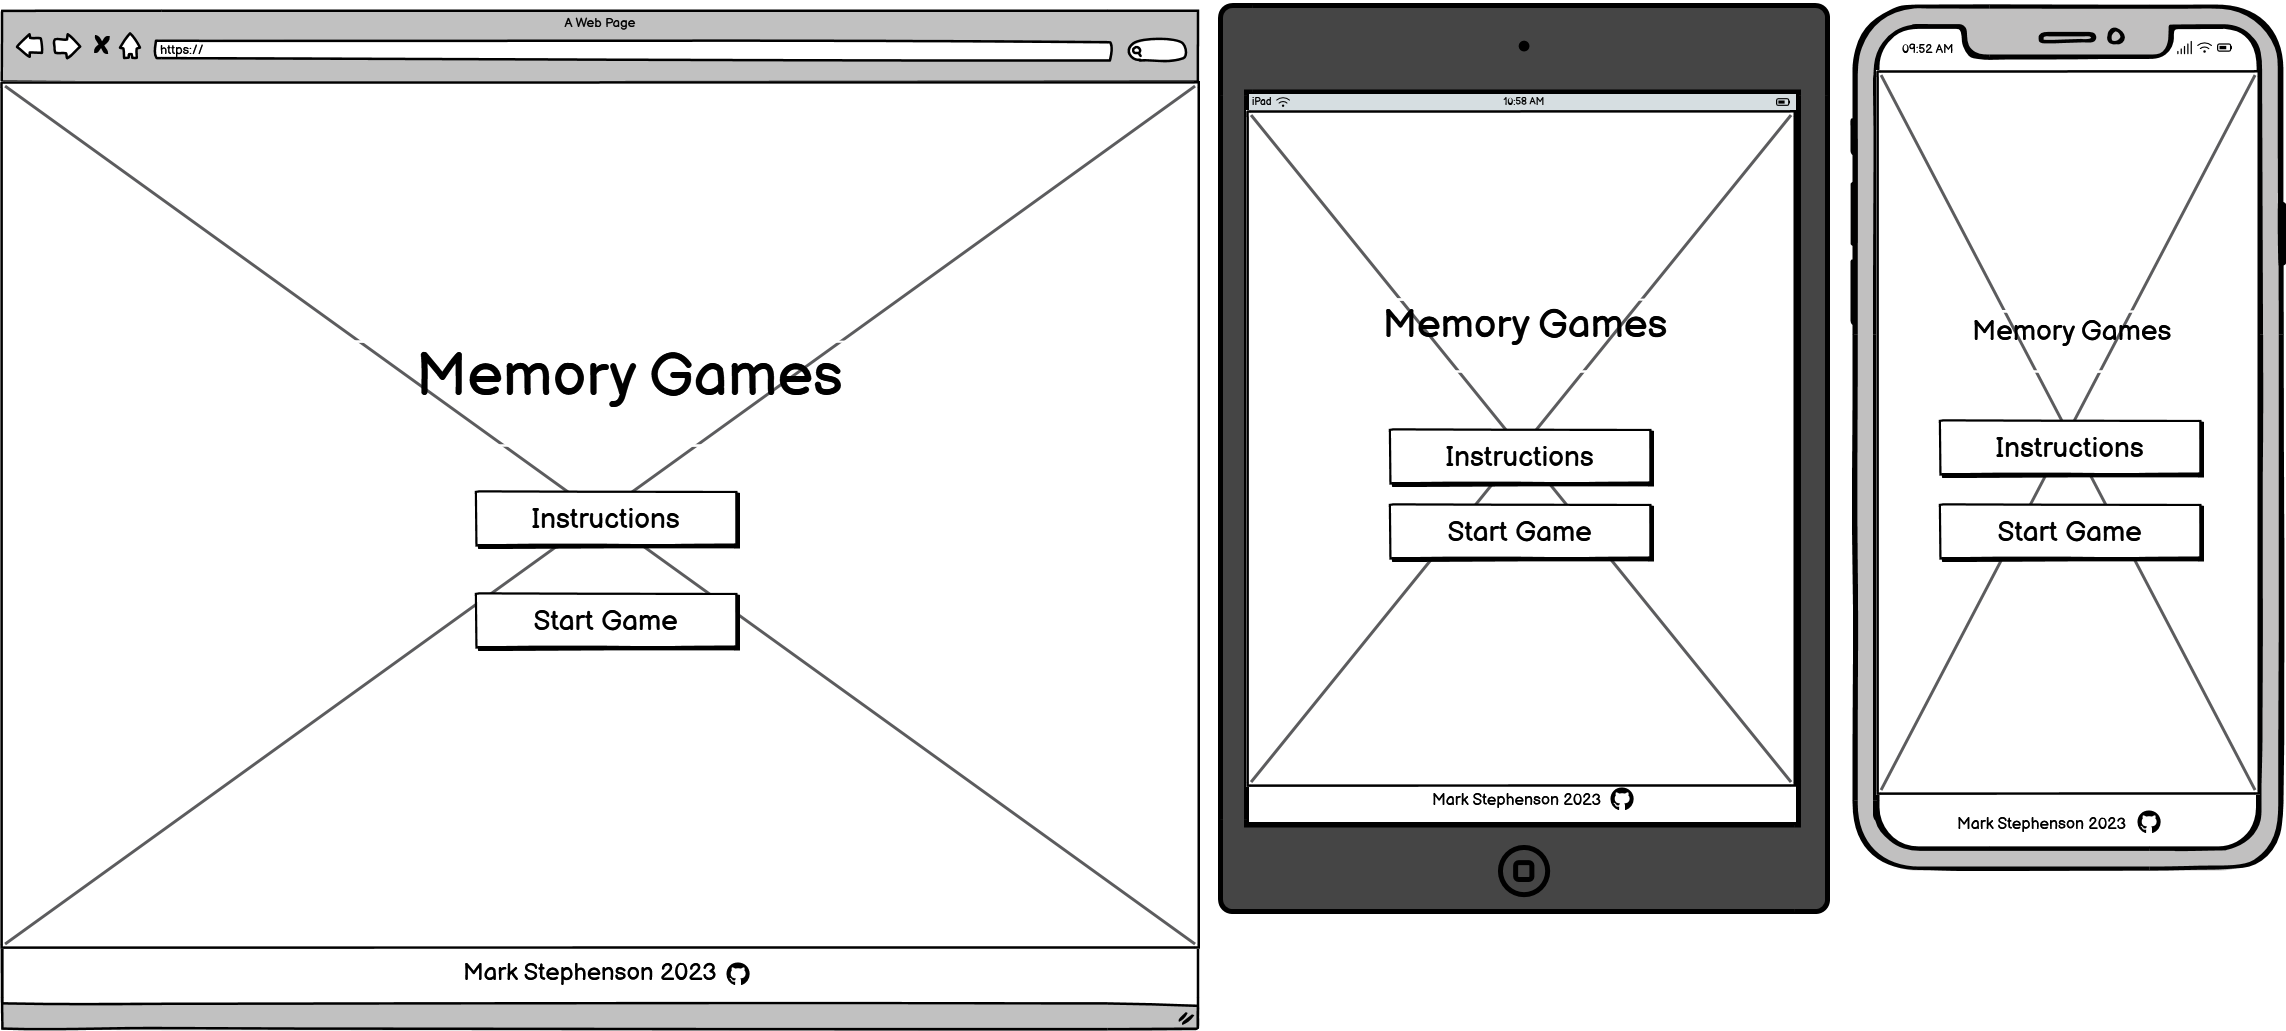 A Web Page
https://
Memory Games
Instructions
Start Game
Mark Stephenson 2023
iPad
10:58 AM
Memory Games
Instructions
Start Game
Mark Stephenson 2023
09:52 AM
Memory Games
Instructions
Start Game
Mark Stephenson 2023